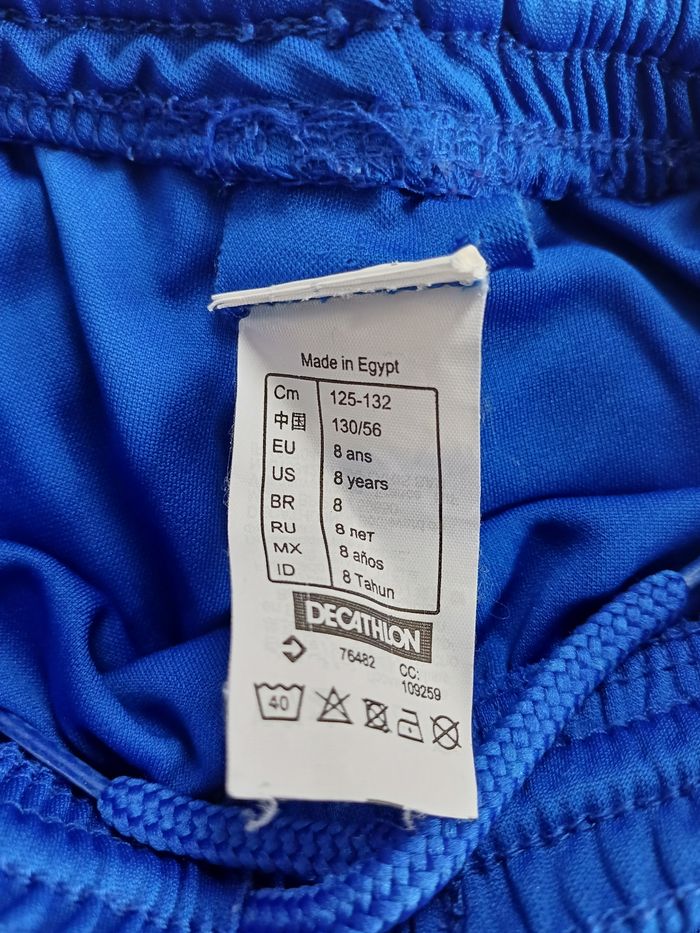 Made in Egypt
Cm 125-132
中国 130/56
EU 8 ans
US 8 years
BR 8
RU 8 лет
MX 8 años
ID 8 Tahun
DECATHLON
76482 CC:
109259
40